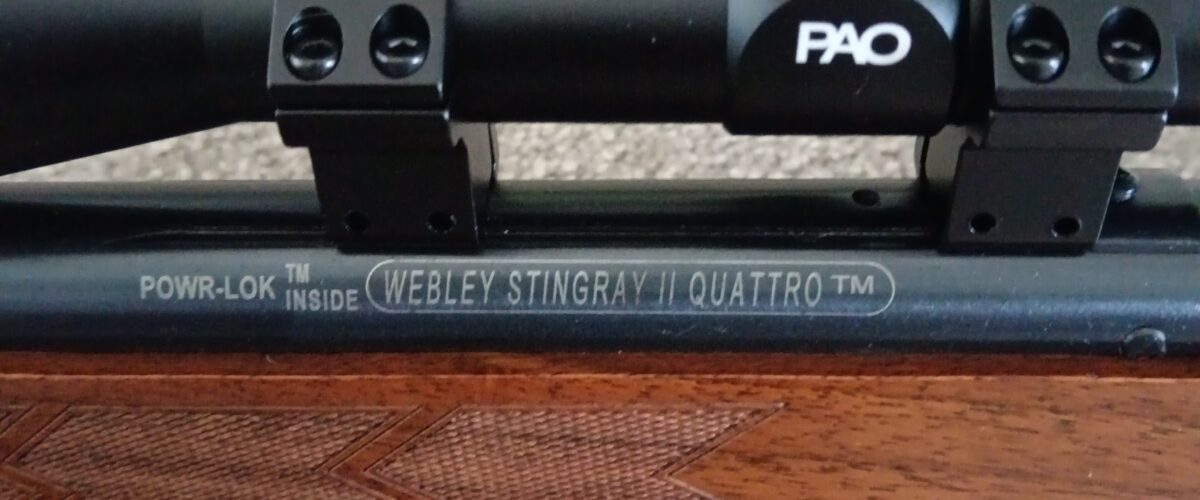 PAO
POWR-LOK ™ INSIDE WEBLEY STINGRAY II QUATTRO ™